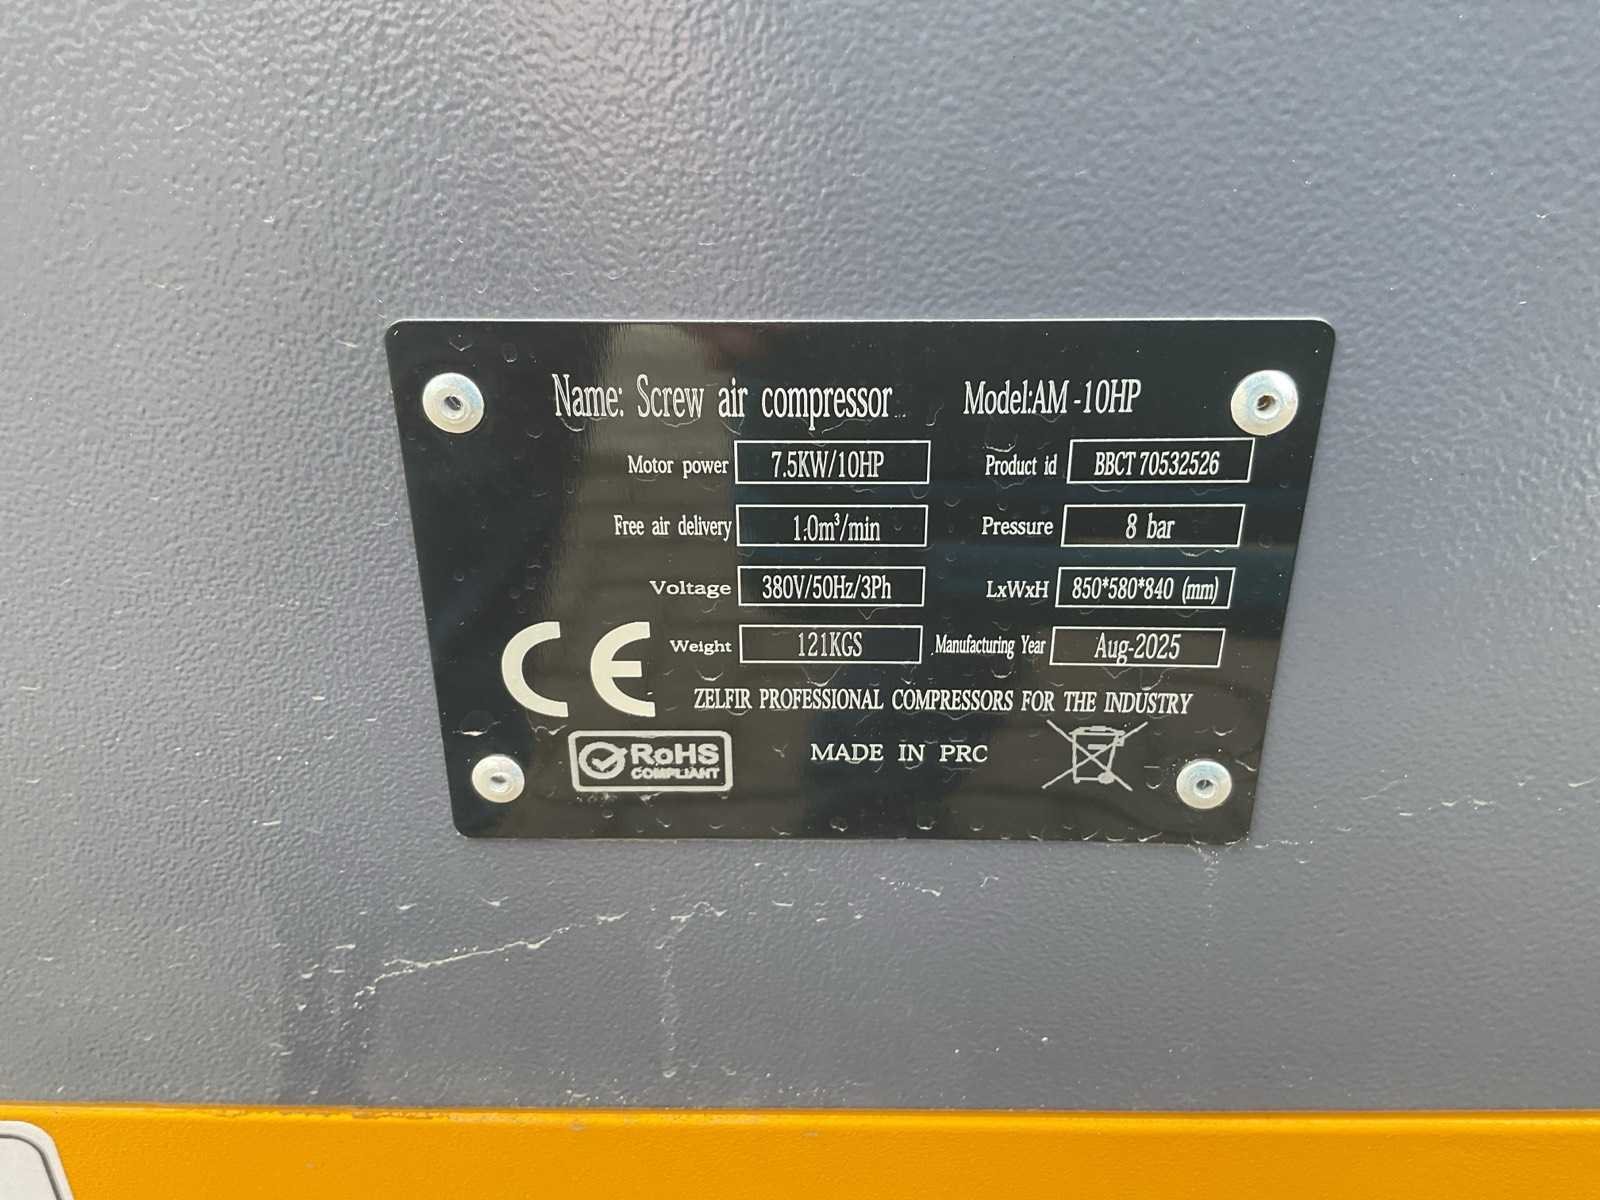 Name: Screw air compressor Model:AM -10HP
Motor power 7.5KW/10HP Product id BBCT 70532526
Free air delivery 1.0m³/min Pressure 8 bar
Voltage 380V/50Hz/3Ph LxWxH 850*580*840 (mm)
Weight 121KGS Manufacturing Year Aug-2025
CE
ZELFIR PROFESSIONAL COMPRESSORS FOR THE INDUSTRY
RoHS
COMPLIANT
MADE IN PRC